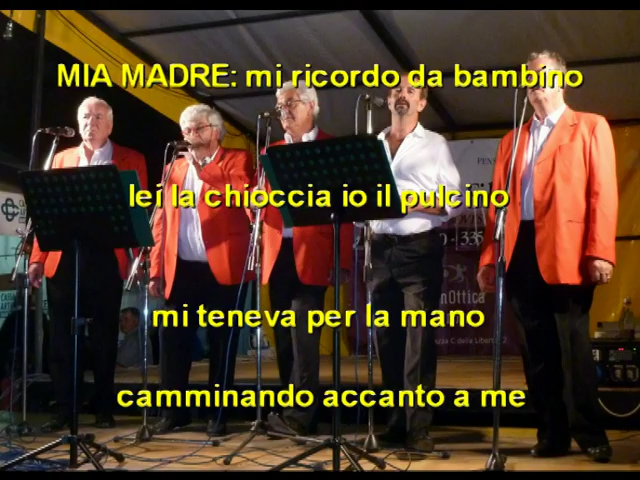 MIA MADRE: mi ricordo da bambino
lei la chioccia io il pulcino
mi teneva per la mano
camminando accanto a me